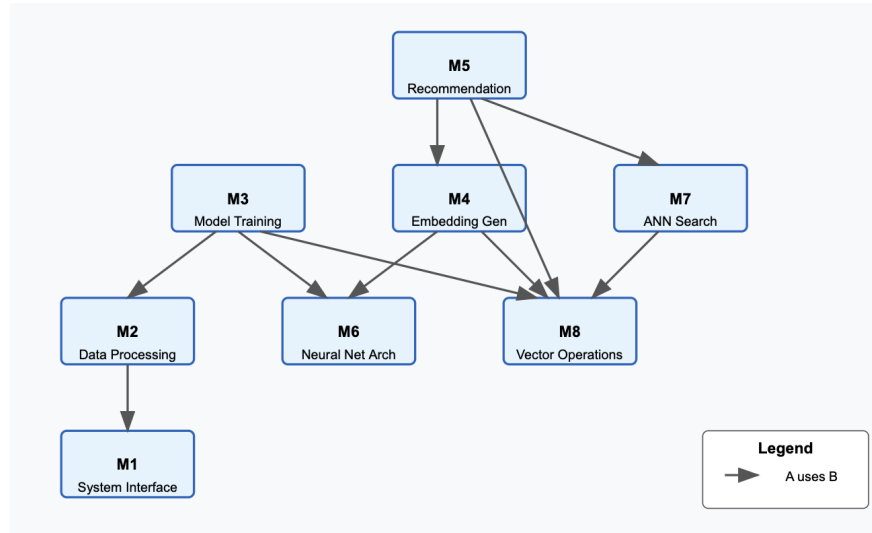 M5
Recommendation
M3
Model Training
M4
Embedding Gen
M7
ANN Search
M2
Data Processing
M6
Neural Net Arch
M8
Vector Operations
M1
System Interface
Legend
A uses B